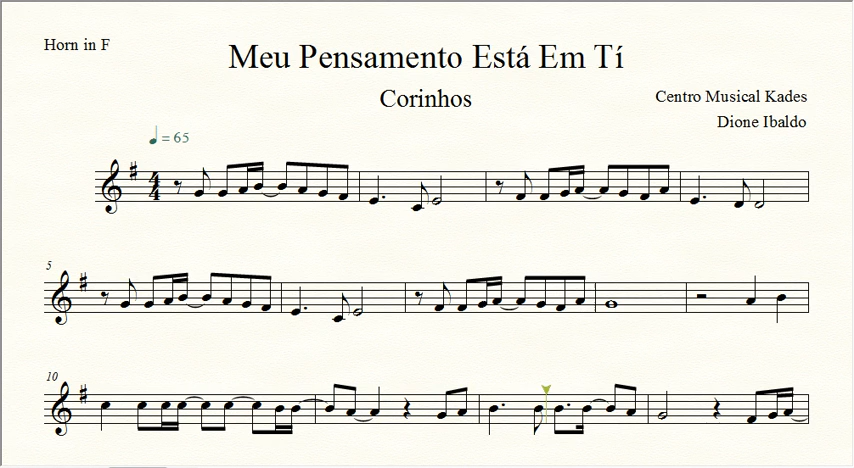 Horn in F
Meu Pensamento Está Em Tí
Corinhos
Centro Musical Kades
Dione Ibaldo
= 65
4
4
5
10